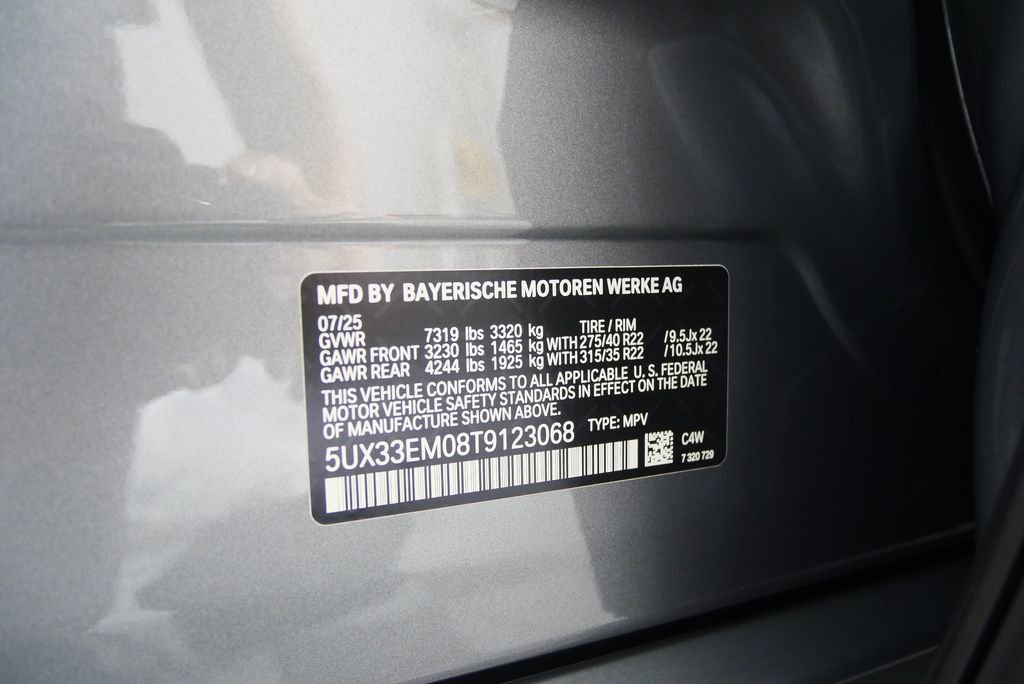 MFD BY BAYERISCHE MOTOREN WERKE AG
07/25 TIRE / RIM
GVWR 7319 lbs 3320 kg
GAWR FRONT 3230 lbs 1465 kg WITH 275/40 R22 /9.5Jx 22
GAWR REAR 4244 lbs 1925 kg WITH 315/35 R22 /10.5Jx 22
THIS VEHICLE CONFORMS TO ALL APPLICABLE U. S. FEDERAL
MOTOR VEHICLE SAFETY STANDARDS IN EFFECT ON THE DATE
OF MANUFACTURE SHOWN ABOVE.
5UX33EM08T9123068 TYPE: MPV
C4W
7 320 729